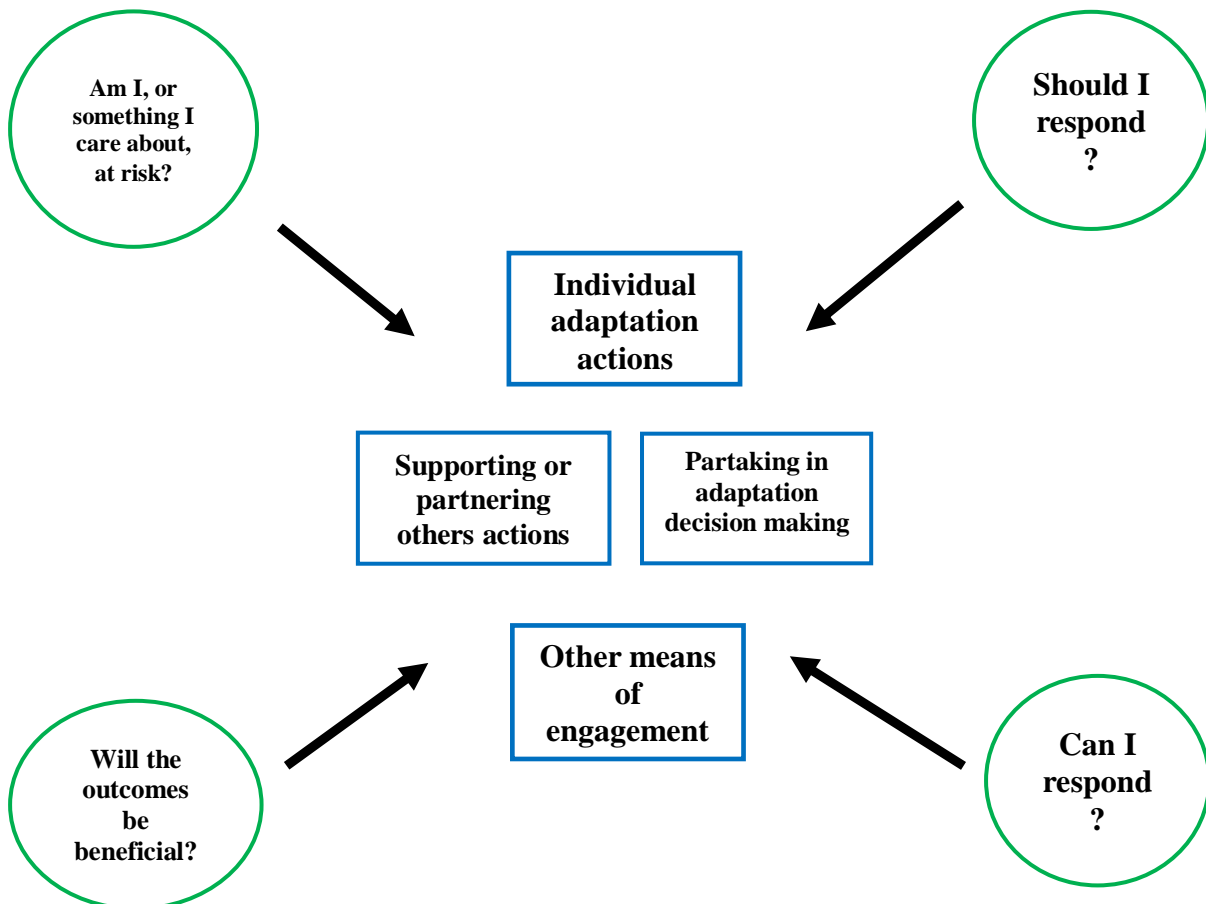 Am I, or
something I
care about,
at risk?
Should I
respond
?
Individual
adaptation
actions
Supporting or
partnering
others actions
Partaking in
adaptation
decision making
Other means
of
engagement
Will the
outcomes
be
beneficial?
Can I
respond
?